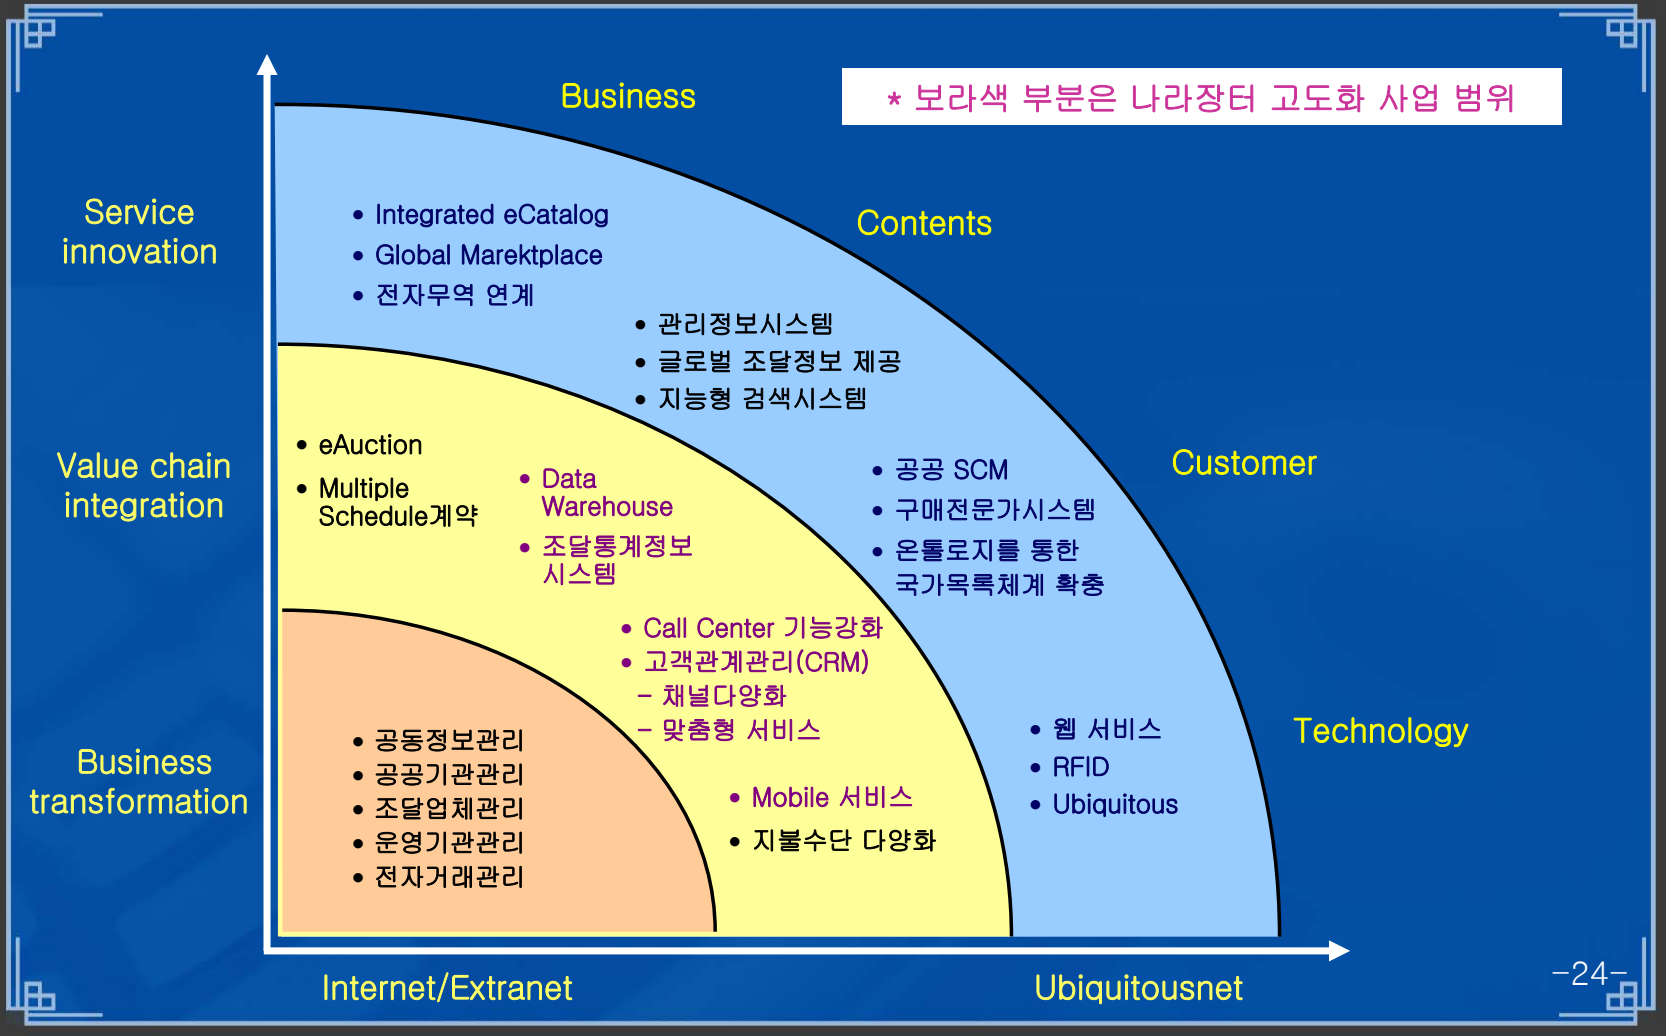 Business
* 보라색 부분은 나라장터 고도화 사업 범위
Service
innovation
• Integrated eCatalog
• Global Marektplace
• 전자무역 연계
Contents
• 관리정보시스템
• 글로벌 조달정보 제공
• 지능형 검색시스템
Value chain
integration
• eAuction
• Multiple
Schedule계약
• Data
Warehouse
• 조달통계정보
시스템
Customer
• 공공 SCM
• 구매전문가시스템
• 온톨로지를 통한
국가목록체계 확충
• Call Center 기능강화
• 고객관계관리(CRM)
- 채널다양화
- 맞춤형 서비스
Business
transformation
• 공동정보관리
• 공공기관관리
• 조달업체관리
• 운영기관관리
• 전자거래관리
• Mobile 서비스
• 지불수단 다양화
Technology
• 웹 서비스
• RFID
• Ubiquitous
Internet/Extranet
Ubiquitousnet
-24-